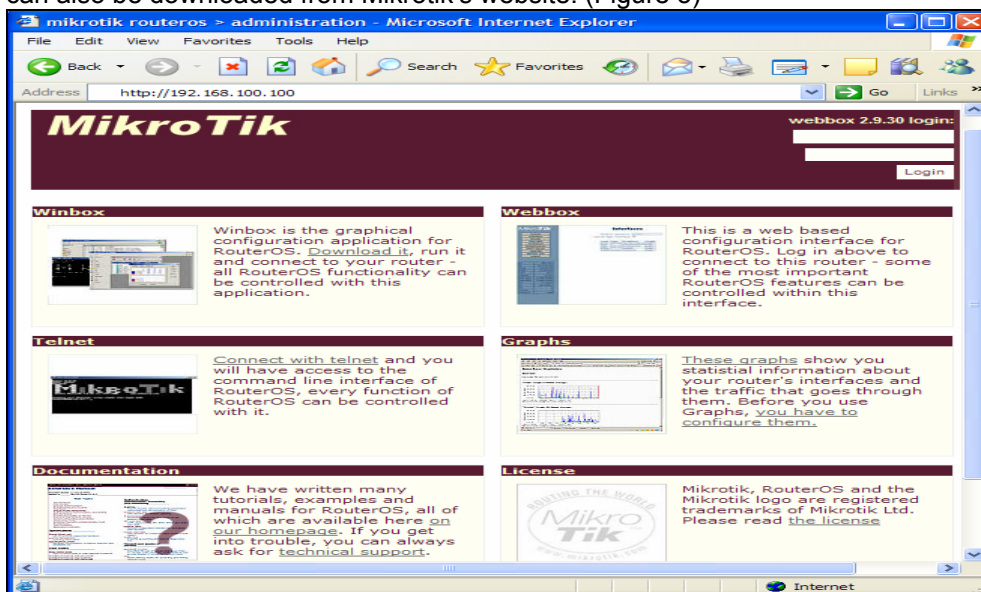 can also be downloaded from Mikrotik's website. (Figure 3)
mikrotik routeros > administration - Microsoft Internet Explorer
File Edit View Favorites Tools Help
Back Search Favorites
Address http://192.168.100.100 Go Links
MikroTik
webbox 2.9.30 login:
Login
Winbox
Winbox is the graphical
configuration application for
RouterOS. Download it, run it
and connect to your router -
all RouterOS functionality can
be controlled with this
application.
Webbox
This is a web based
configuration interface for
RouterOS. Log in above to
connect to this router - some
of the most important
RouterOS features can be
controlled within this
interface.
Telnet
MikroTik
Connect with telnet and you
will have access to the
command line interface of
RouterOS, every function of
RouterOS can be controlled
with it.
Graphs
These graphs show you
statistial information about
your router's interfaces and
the traffic that goes through
them. Before you use
Graphs, you have to
configure them.
Documentation
We have written many
tutorials, examples and
manuals for RouterOS, all of
which are available here on
our homepage. If you get
into trouble, you can always
ask for technical support.
License
ROUTING THE WORLD
Mikro
Tik
www.mikrotik.com
Mikrotik, RouterOS and the
Mikrotik logo are registered
trademarks of Mikrotik Ltd.
Please read the license
Internet